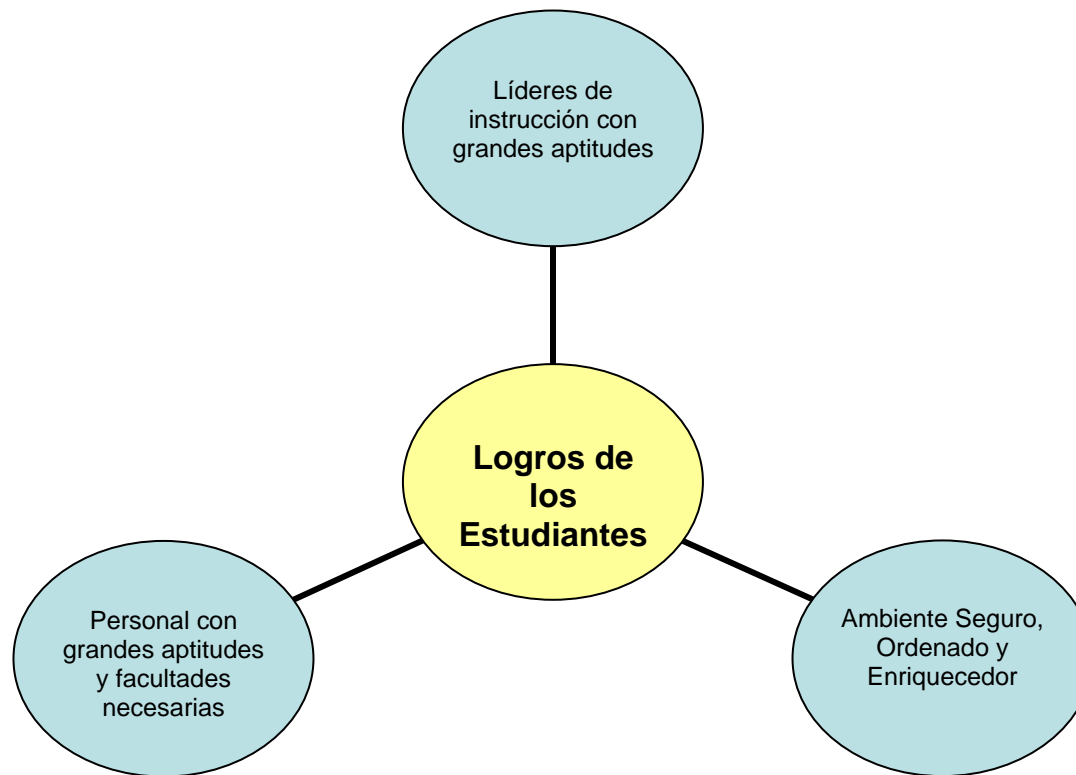 Líderes de
instrucción con
grandes aptitudes
Logros de
los
Estudiantes
Personal con
grandes aptitudes
y facultades
necesarias
Ambiente Seguro,
Ordenado y
Enriquecedor